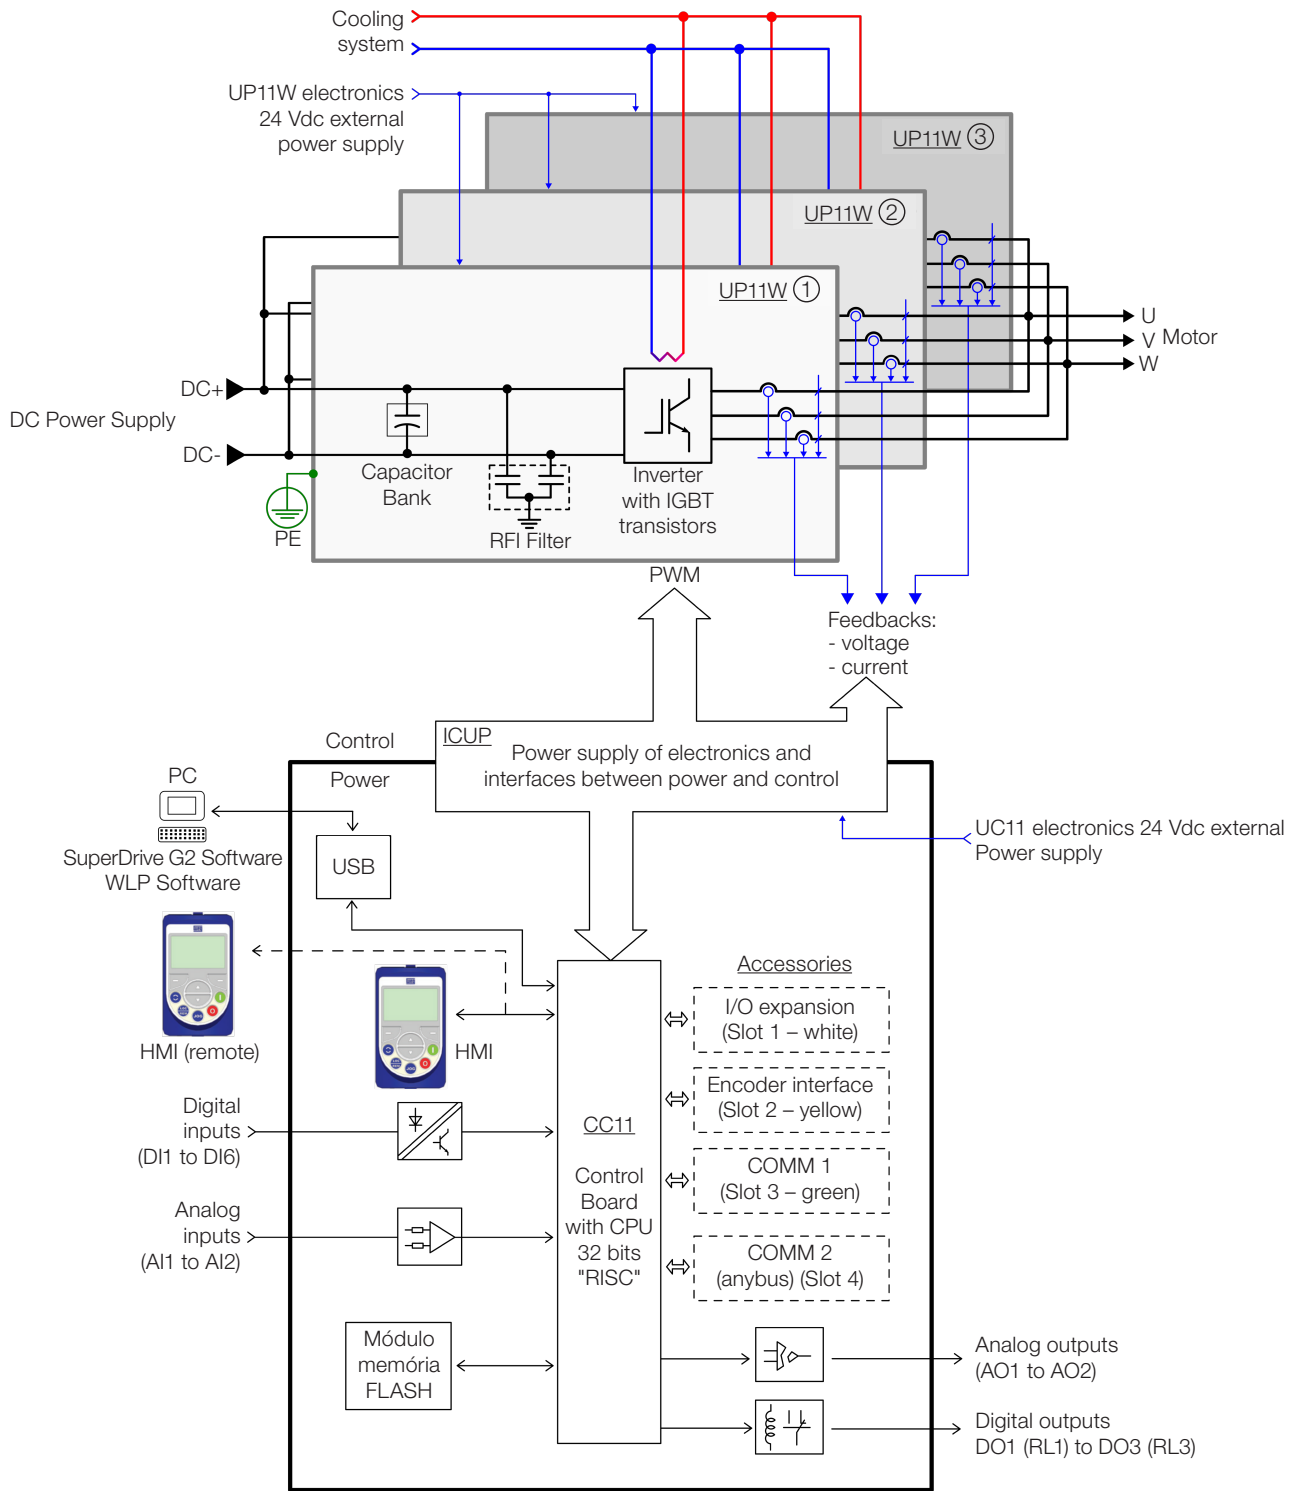 Cooling
system
UP11W electronics
24 Vdc external
power supply
UP11W 3
UP11W 2
UP11W 1
U
V Motor
W
DC+
DC Power Supply
DC-
PE
Capacitor
Bank
RFI Filter
Inverter
with IGBT
transistors
PWM
Feedbacks:
- voltage
- current
Control
Power
ICUP
Power supply of electronics and
interfaces between power and control
PC
SuperDrive G2 Software
WLP Software
USB
UC11 electronics 24 Vdc external
Power supply
HMI (remote)
HMI
Accessories
I/O expansion
(Slot 1 – white)
Encoder interface
(Slot 2 – yellow)
COMM 1
(Slot 3 – green)
COMM 2
(anybus) (Slot 4)
Digital
inputs
(DI1 to DI6)
Analog
inputs
(AI1 to AI2)
CC11
Control
Board
with CPU
32 bits
"RISC"
Módulo
memória
FLASH
Analog outputs
(AO1 to AO2)
Digital outputs
DO1 (RL1) to DO3 (RL3)